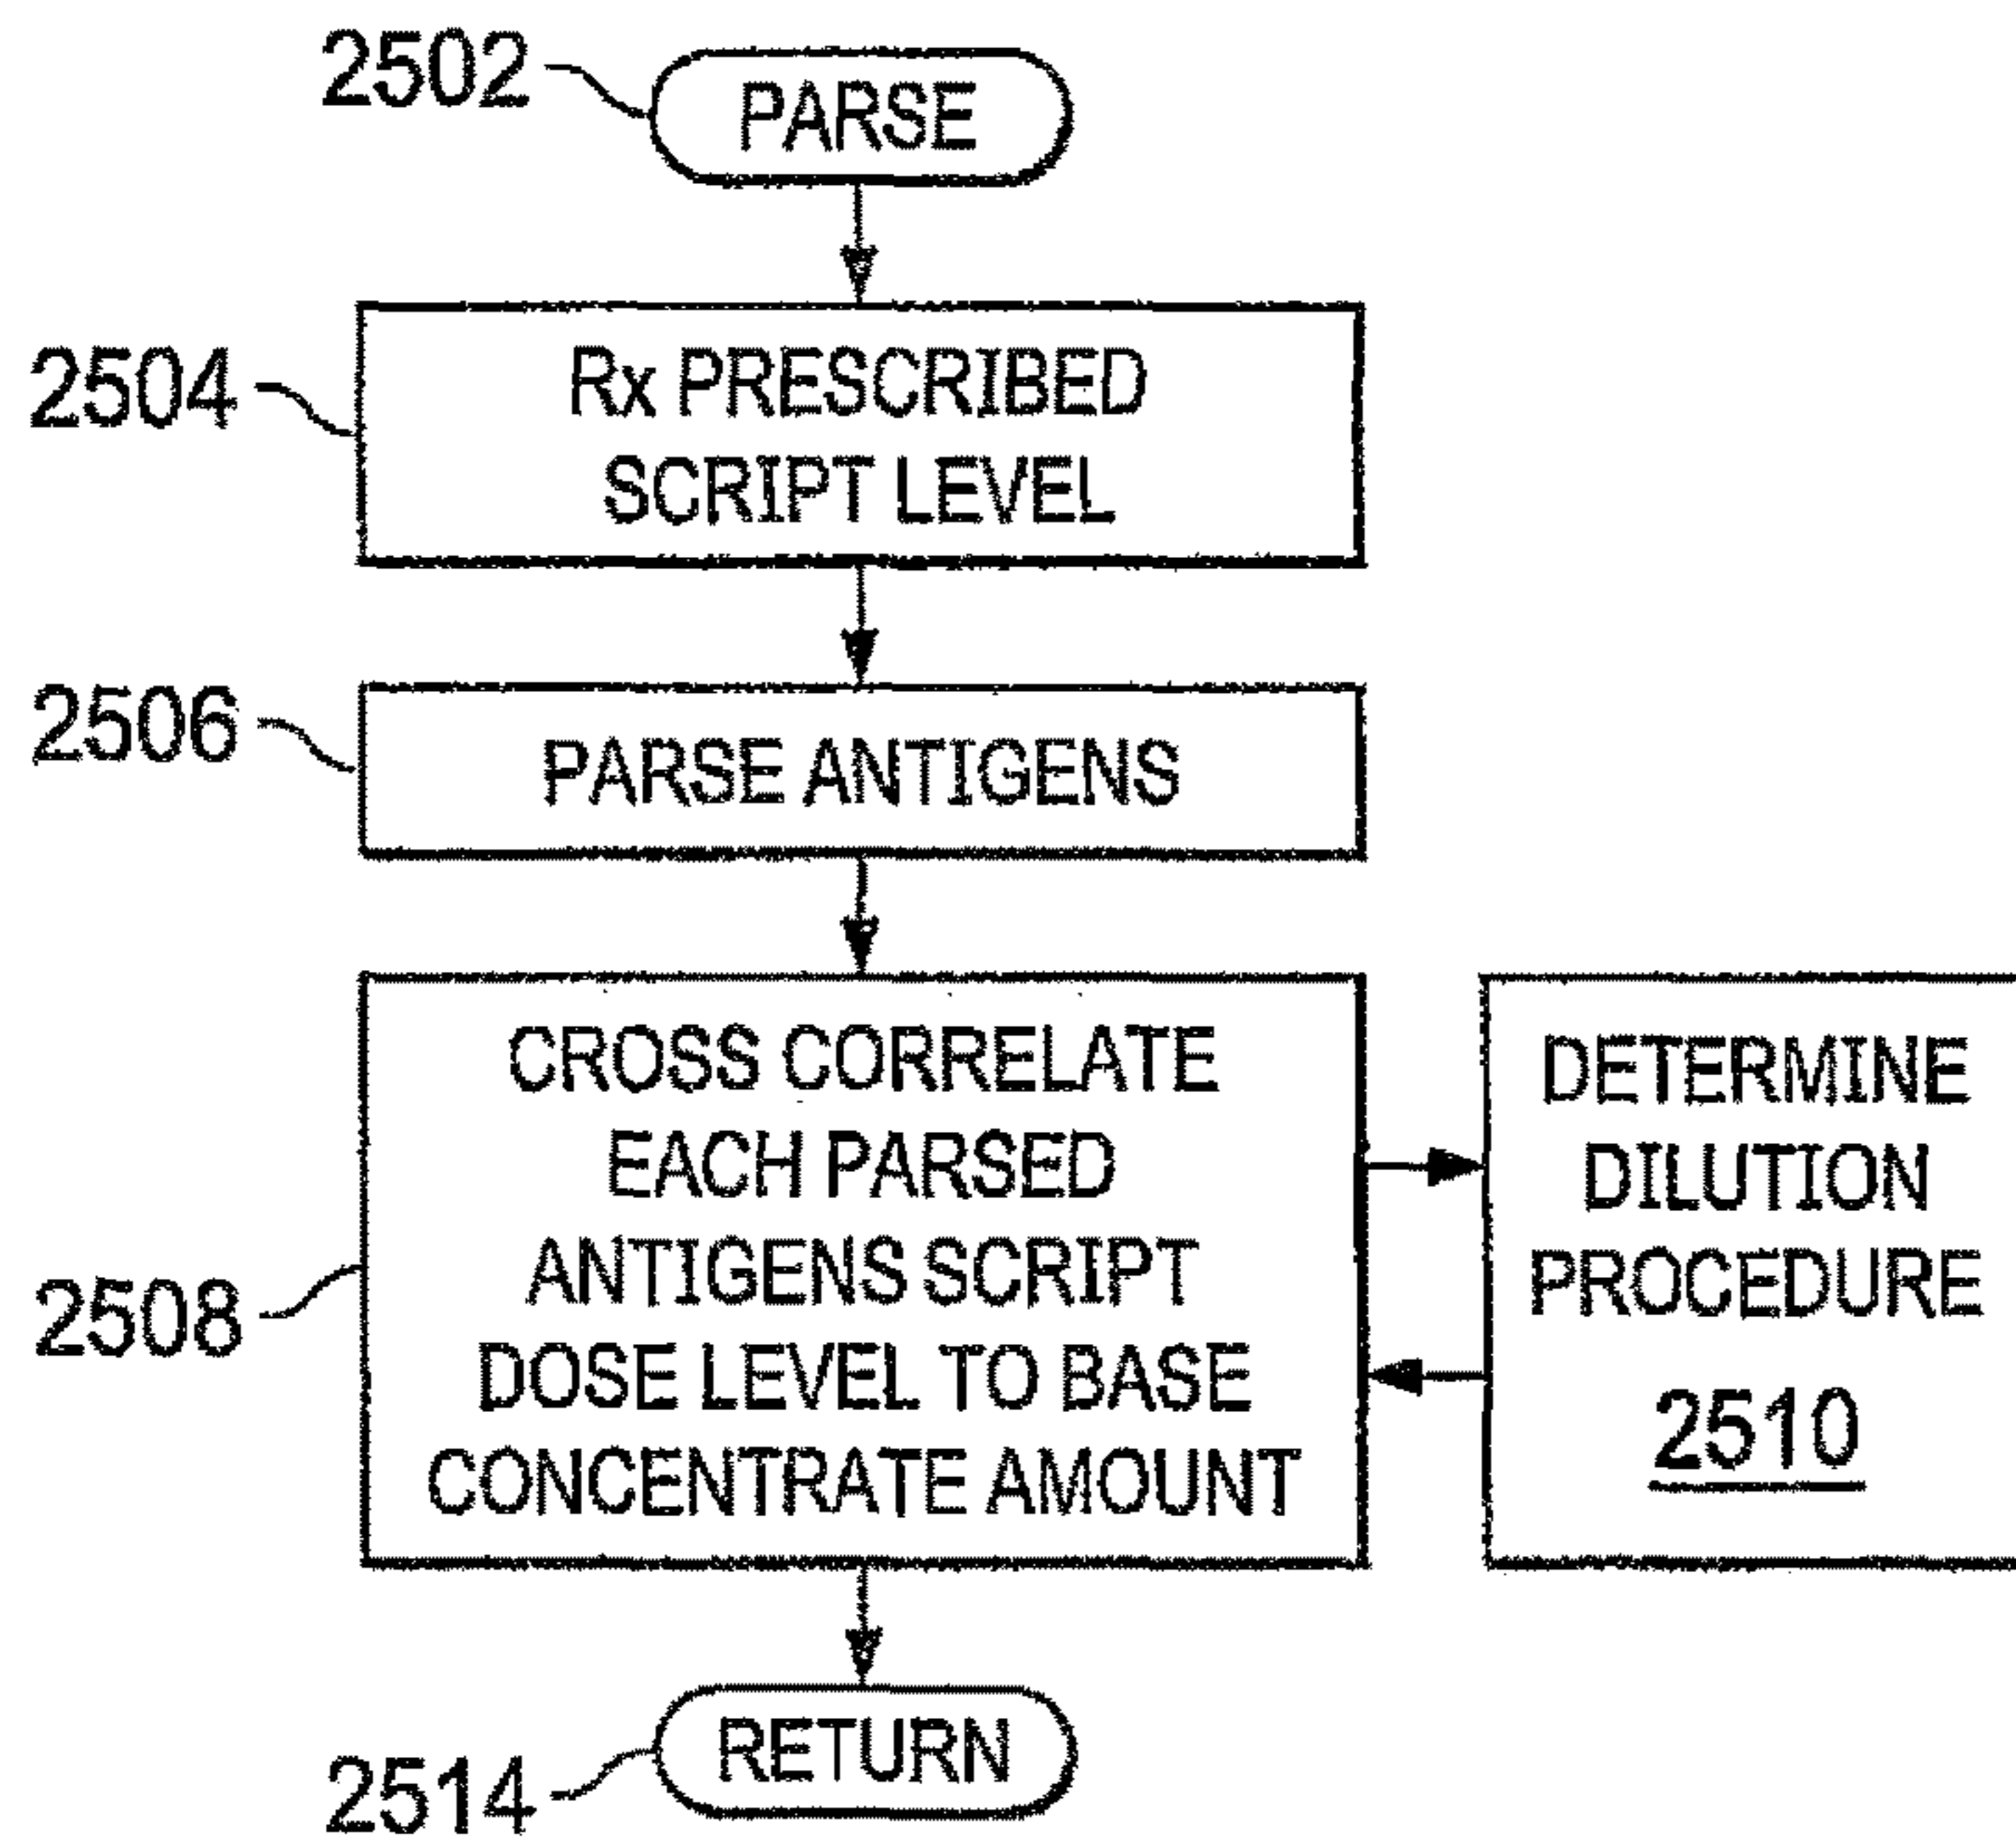 2502
PARSE
2504
Rx PRESCRIBED
SCRIPT LEVEL
2506
PARSE ANTIGENS
2508
CROSS CORRELATE
EACH PARSED
ANTIGENS SCRIPT
DOSE LEVEL TO BASE
CONCENTRATE AMOUNT
DETERMINE
DILUTION
PROCEDURE
2510
2514
RETURN